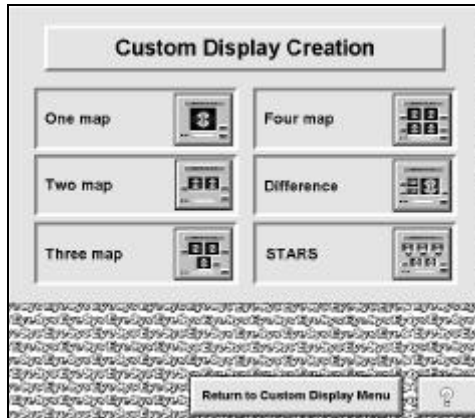 Custom Display Creation
One map
Four map
Two map
Difference
Three map
STARS
Return to Custom Display Menu
?